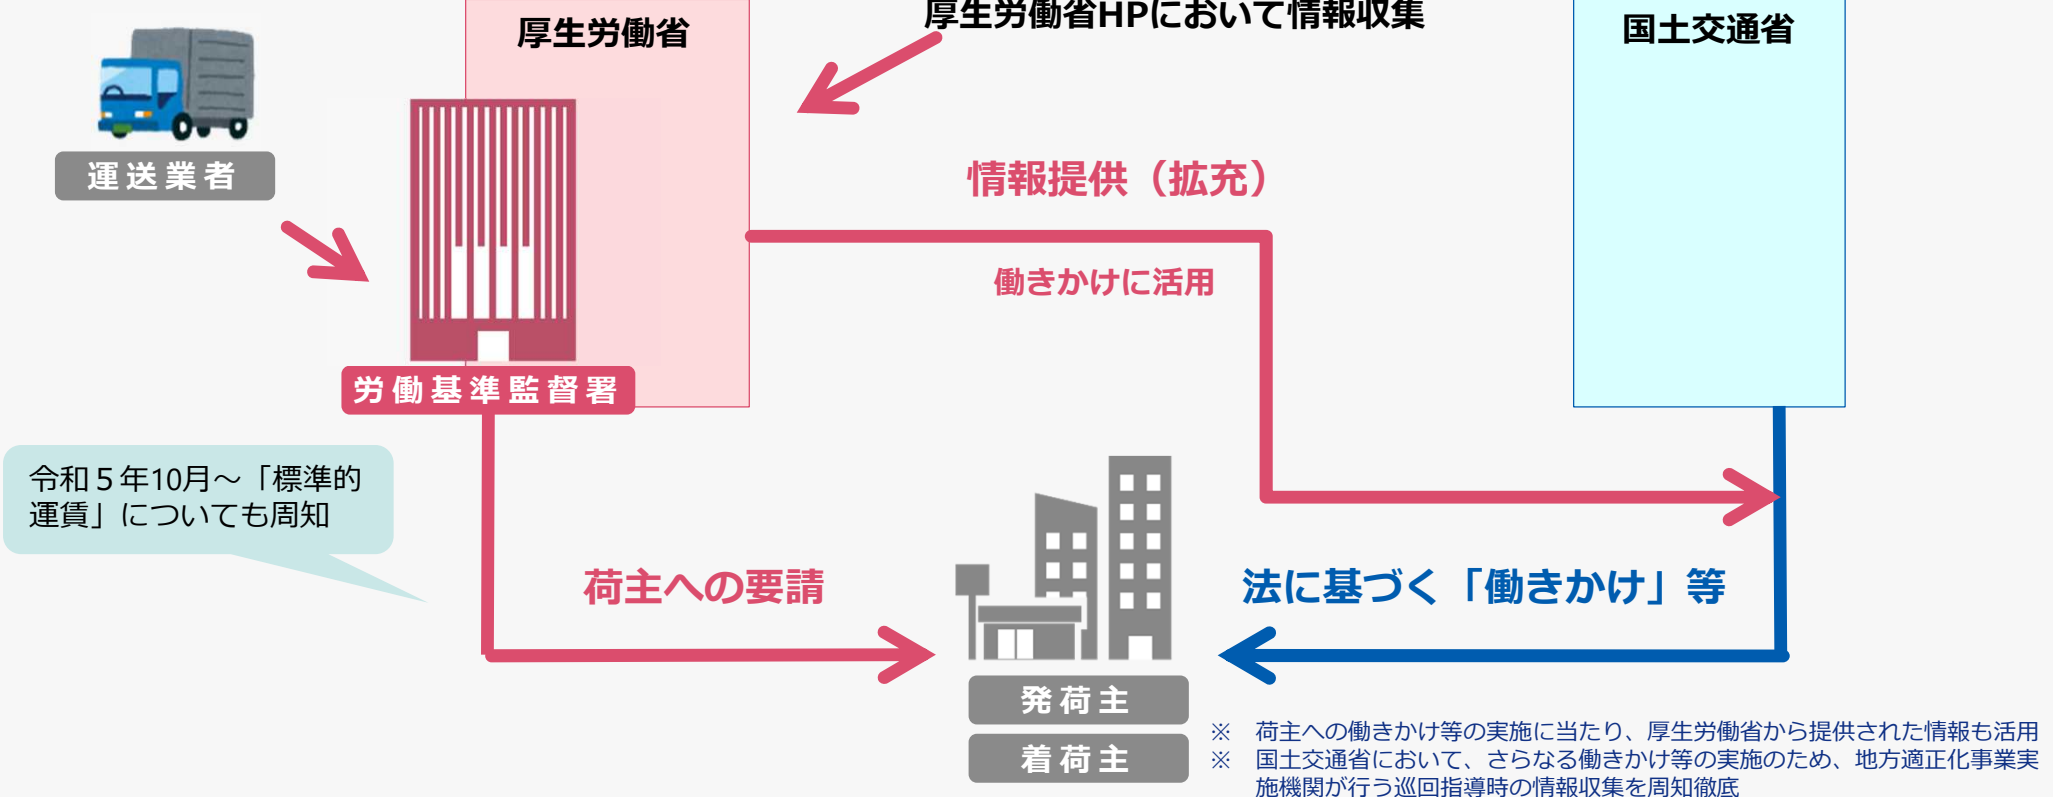 厚生労働省HPにおいて情報収集
厚生労働省
国土交通省
運送業者
情報提供（拡充）
働きかけに活用
労働基準監督署
令和５年10月～「標準的
運賃」についても周知
荷主への要請
法に基づく「働きかけ」等
発荷主
着荷主
※　荷主への働きかけ等の実施に当たり、厚生労働省から提供された情報も活用
※　国土交通省において、さらなる働きかけ等の実施のため、地方適正化事業実
施機関が行う巡回指導時の情報収集を周知徹底